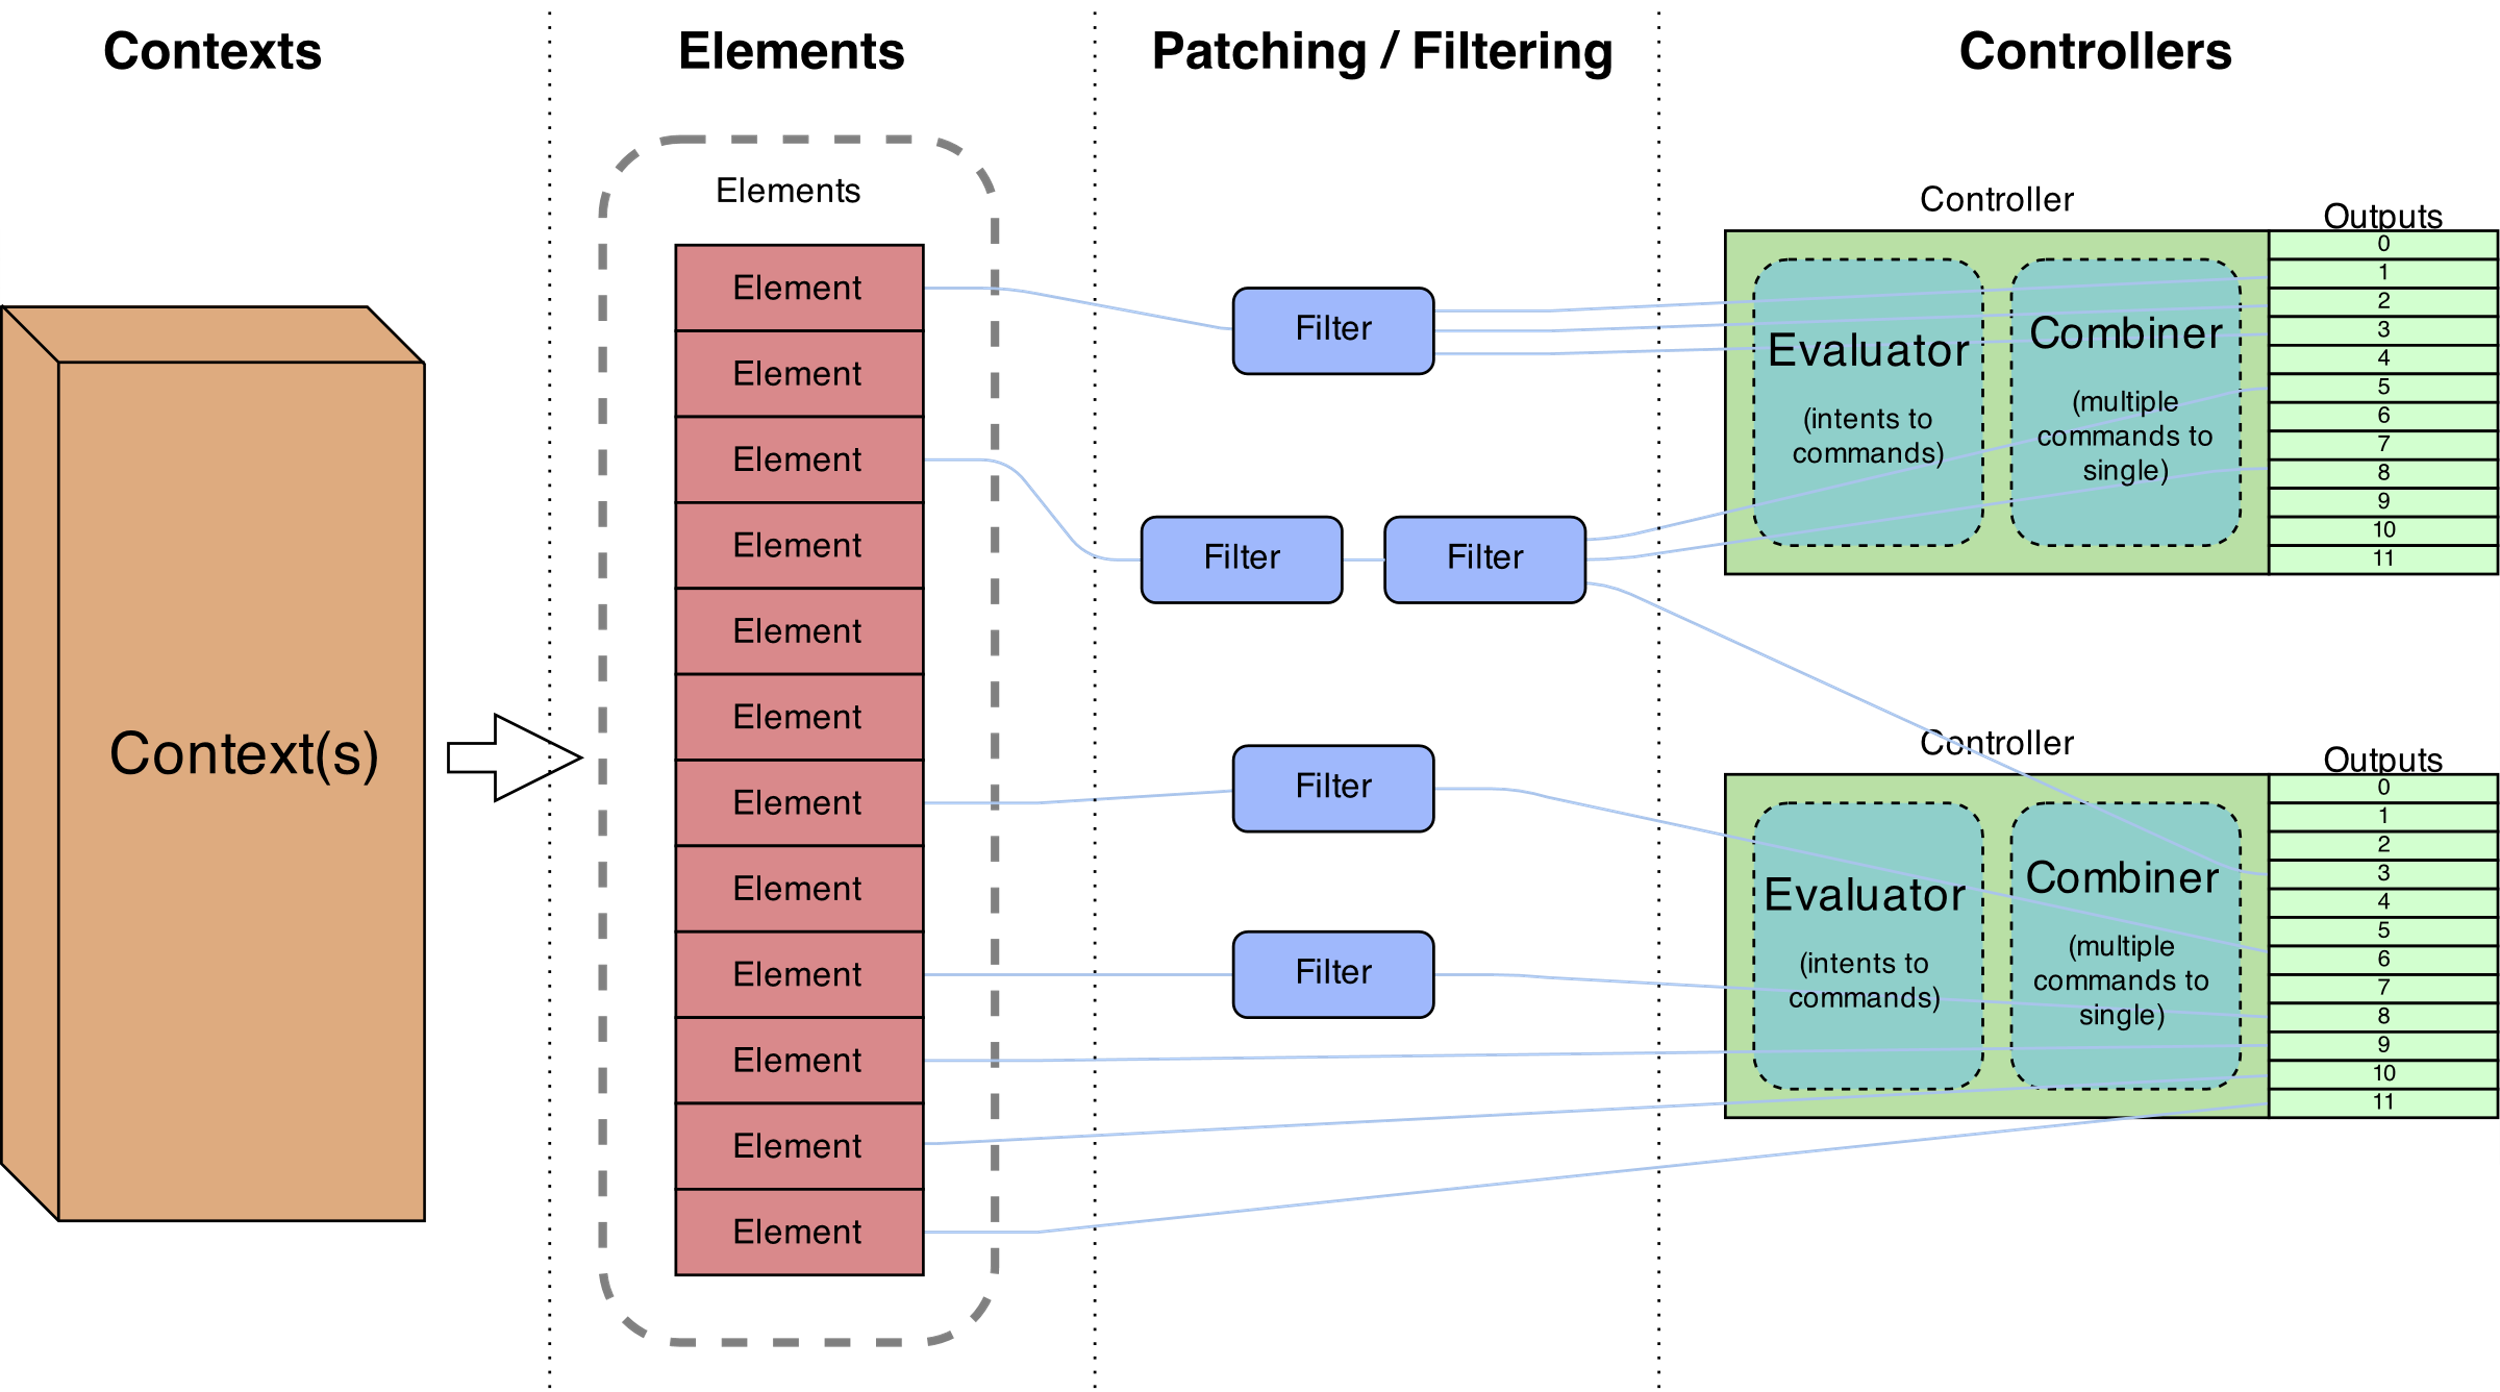 Contexts
Elements
Patching / Filtering
Controllers
Context(s)
Elements
Element
Element
Element
Element
Element
Element
Element
Element
Element
Element
Element
Element
Filter
Filter
Filter
Filter
Filter
Controller
Outputs
Evaluator
(intents to
commands)
Combiner
(multiple
commands to
single)
0
1
2
3
4
5
6
7
8
9
10
11
Controller
Outputs
Evaluator
(intents to
commands)
Combiner
(multiple
commands to
single)
0
1
2
3
4
5
6
7
8
9
10
11